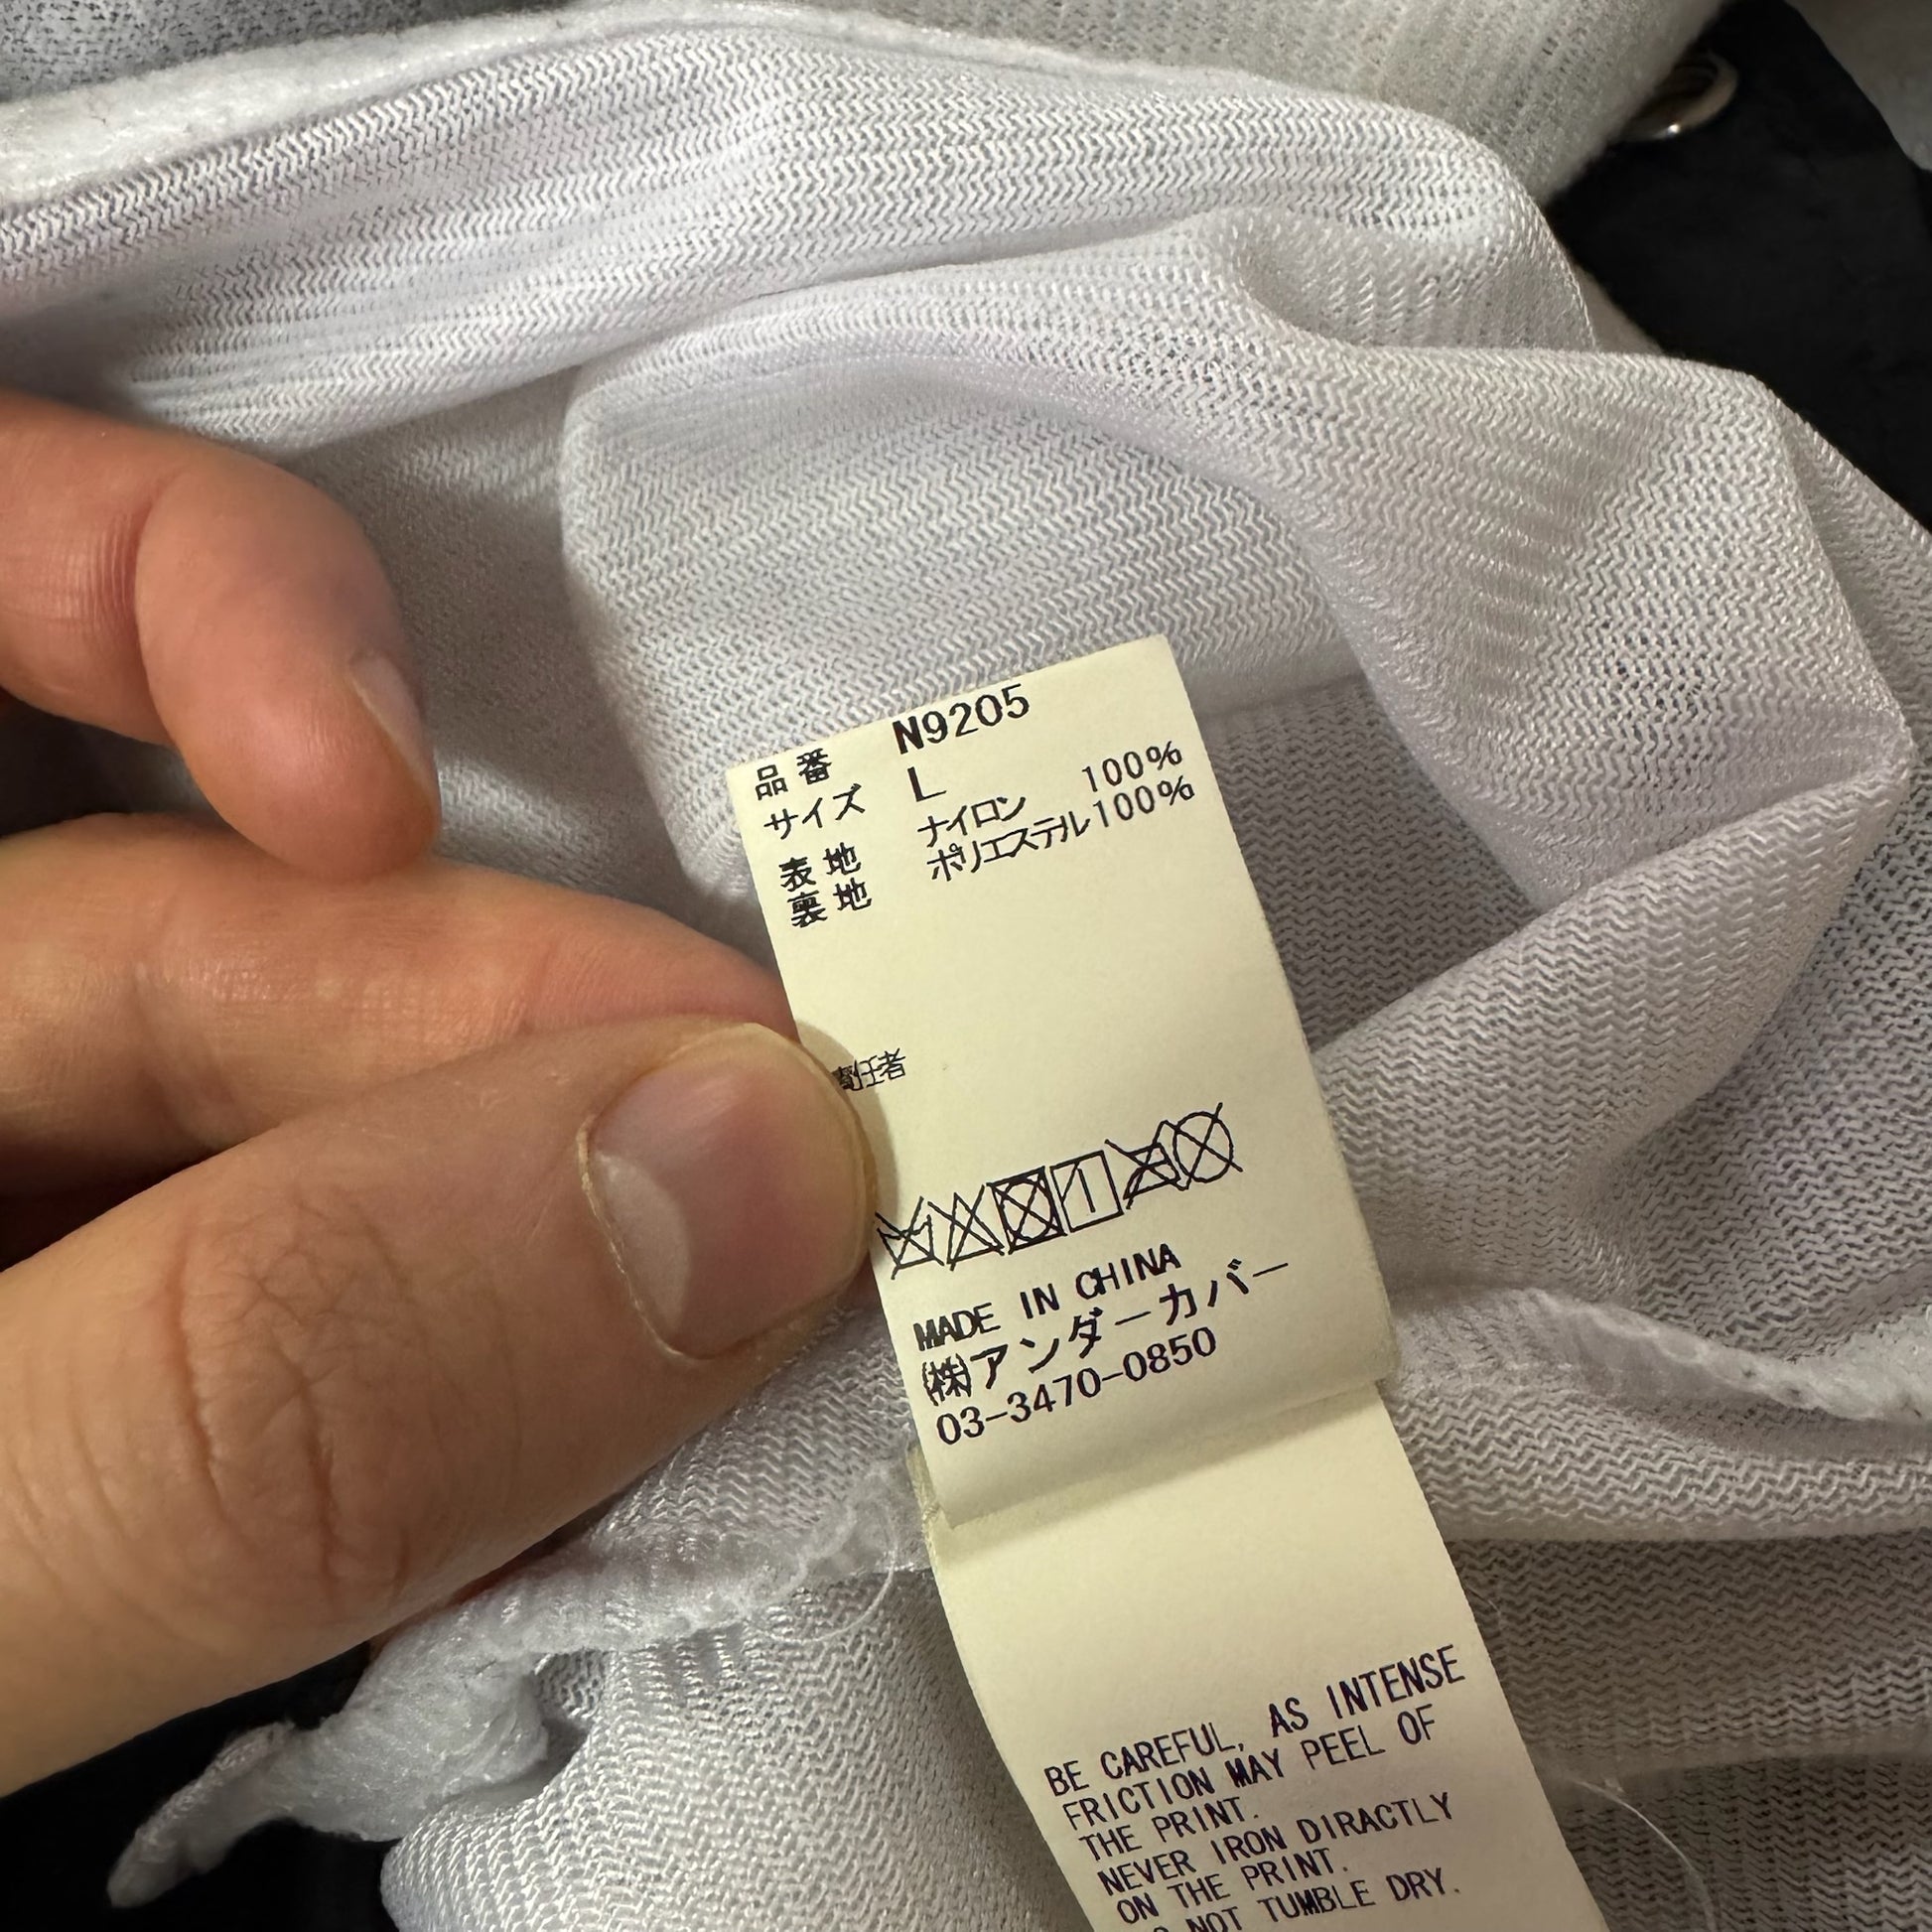 品番 N9205
サイズ L
表地 ナイロン 100%
裏地 ポリエステル100%
責任者
MADE IN CHINA
(株)アンダーカバー
03-3470-0850
BE CAREFUL, AS INTENSE
FRICTION MAY PEEL OF
THE PRINT.
NEVER IRON DIRACTLY
ON THE PRINT.
NOT TUMBLE DRY.